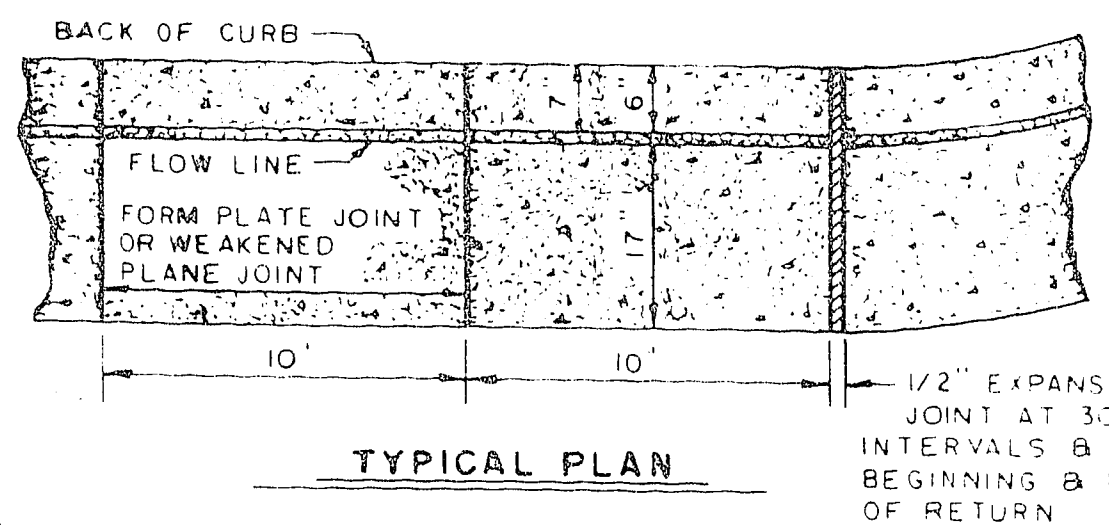 BACK OF CURB
7"
6"
FLOW LINE
FORM PLATE JOINT
OR WEAKENED
PLANE JOINT
17"
10'
10'
1/2" EXPANS
JOINT AT 30
INTERVALS &
BEGINNING &
OF RETURN
TYPICAL PLAN